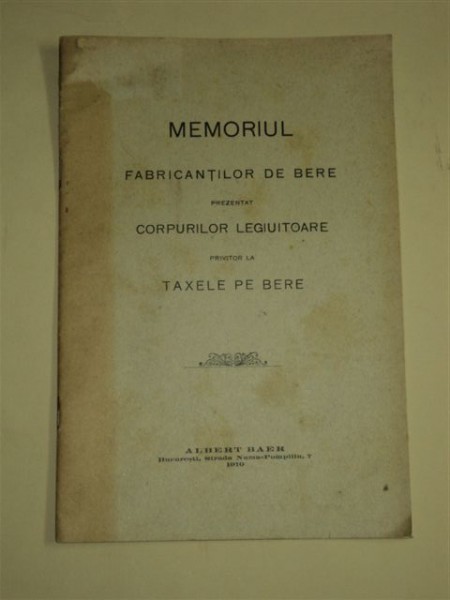 MEMORIUL
FABRICANȚILOR DE BERE
PREZENTAT
CORPURILOR LEGIUITOARE
PRIVITOR LA
TAXELE PE BERE
ALBERT BAER
București, Strada Numa-Pompiliu, 7
1910